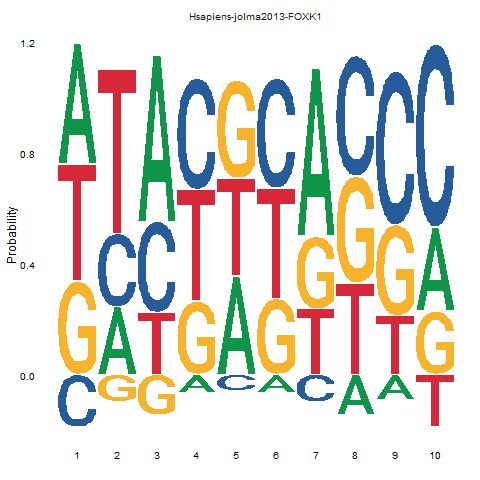 Hsapiens-jolma2013-FOXK1
Probability
1.2
0.8
0.4
0.0
A T A C G C A C C C
T C C T T T G G G A
G A T G A G T T T G
C G G A C A C A A T
1 2 3 4 5 6 7 8 9 10